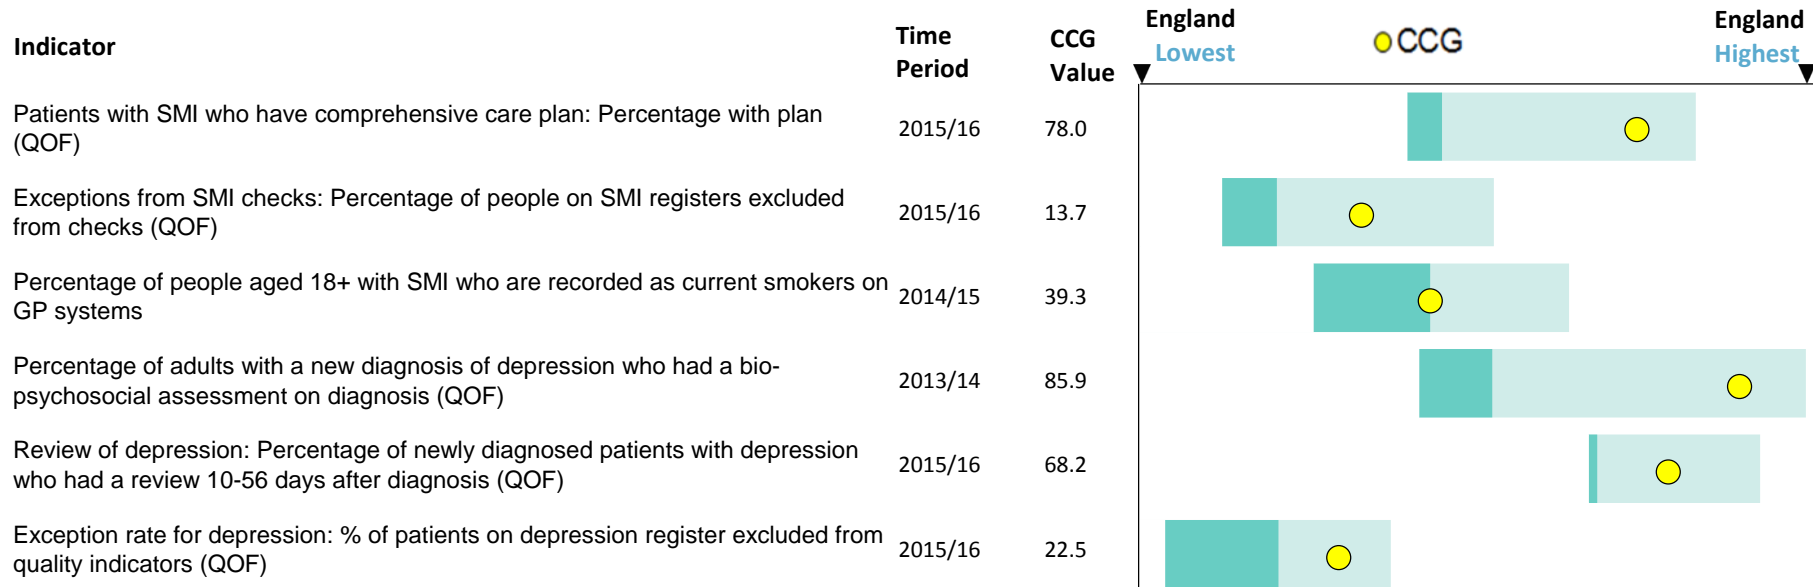 Indicator
Time
Period
CCG
Value
England
Lowest
CCG
England
Highest
Patients with SMI who have comprehensive care plan: Percentage with plan
(QOF)
2015/16
78.0
Exceptions from SMI checks: Percentage of people on SMI registers excluded
from checks (QOF)
2015/16
13.7
Percentage of people aged 18+ with SMI who are recorded as current smokers on
GP systems
2014/15
39.3
Percentage of adults with a new diagnosis of depression who had a bio-
psychosocial assessment on diagnosis (QOF)
2013/14
85.9
Review of depression: Percentage of newly diagnosed patients with depression
who had a review 10-56 days after diagnosis (QOF)
2015/16
68.2
Exception rate for depression: % of patients on depression register excluded from
quality indicators (QOF)
2015/16
22.5